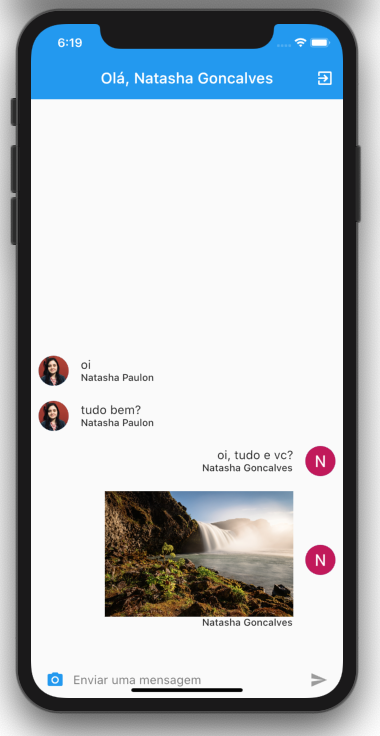 6:19
Olá, Natasha Goncalves
oi
Natasha Paulon
tudo bem?
Natasha Paulon
oi, tudo e vc?
Natasha Goncalves
N
Natasha Goncalves
N
Enviar uma mensagem